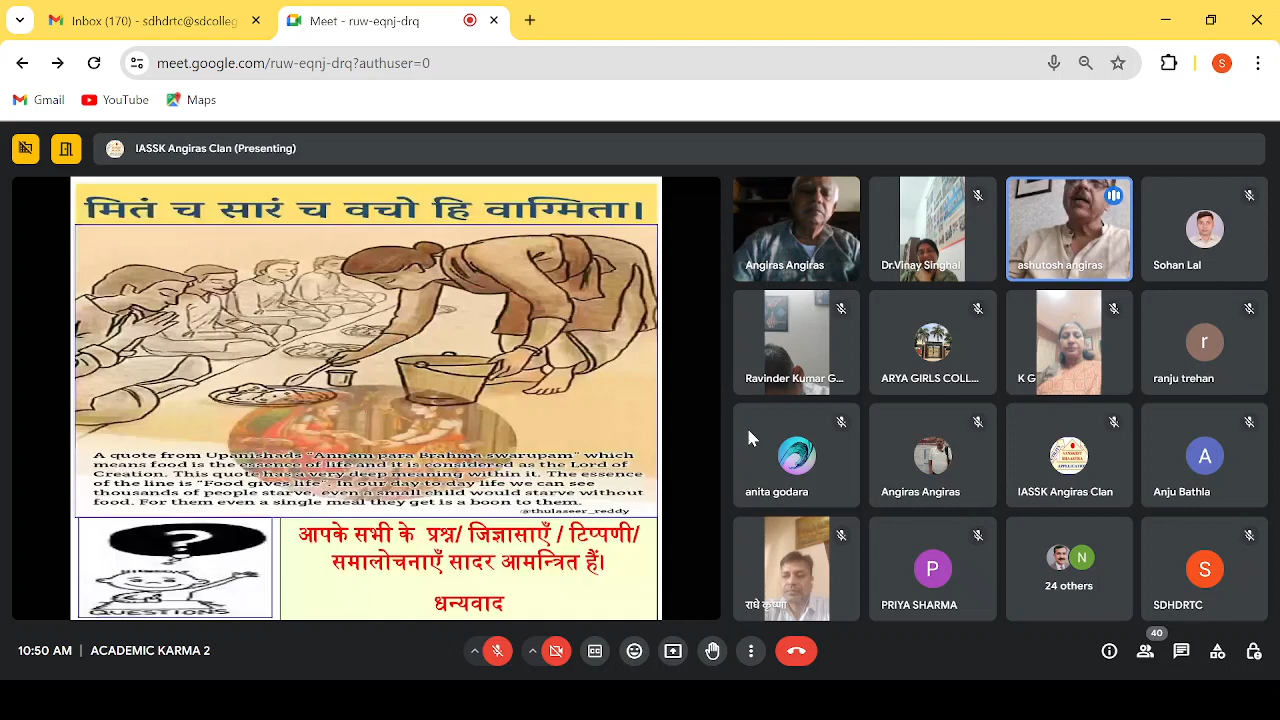 Inbox (170) - sdhdrtc@sdcolleg
Meet - ruw-eqnj-drq
meet.google.com/ruw-eqnj-drq?authuser=0
S
Gmail
YouTube
Maps
IASSK Angiras Clan (Presenting)
मितं च सारं च वचो हि वाग्मिता।
A quote from Upanishads "Annam para Brahma swarupam" which
means food is the essence of life and it is considered as the Lord of
Creation. This quote has very deep meaning within it. The essence
of the line is "Food gives life". In our day to day life we can see
thousands of people starve, even a small child would starve without
food. For them even a single meal they get is a boon to them.
@thulaseer_reddy
?
QUESTIONS
आपके सभी के प्रश्न/ जिज्ञासाएँ / टिप्पणी/
समालोचनाएँ सादर आमन्त्रित हैं।
धन्यवाद
Angiras Angiras
Dr.Vinay Singhal
ashutosh angiras
Sohan Lal
Ravinder Kumar G...
ARYA GIRLS COLL...
K G
r
ranju trehan
anita godara
Angiras Angiras
IASSK Angiras Clan
A
Anju Bathla
राधे कृष्णा
P
PRIYA SHARMA
N
24 others
S
SDHDRTC
10:50 AM | ACADEMIC KARMA 2
40